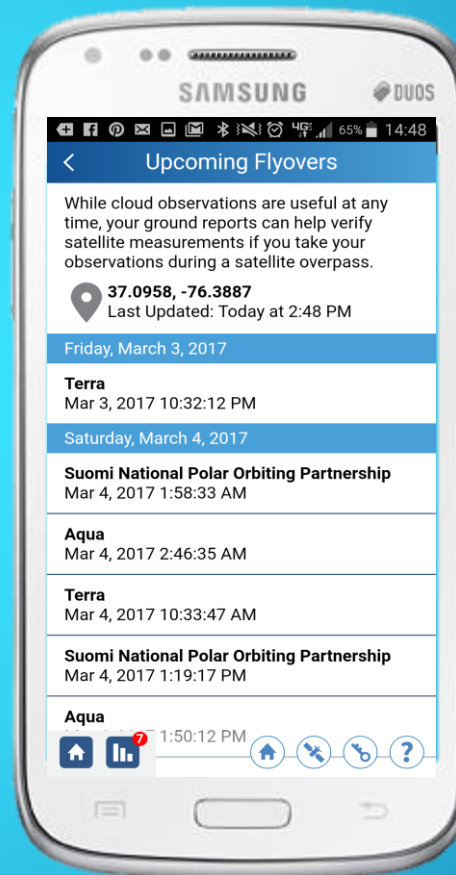 SAMSUNG
DUOS
4G
65%
14:48
Upcoming Flyovers
While cloud observations are useful at any
time, your ground reports can help verify
satellite measurements if you take your
observations during a satellite overpass.
37.0958, -76.3887
Last Updated: Today at 2:48 PM
Friday, March 3, 2017
Terra
Mar 3, 2017 10:32:12 PM
Saturday, March 4, 2017
Suomi National Polar Orbiting Partnership
Mar 4, 2017 1:58:33 AM
Aqua
Mar 4, 2017 2:46:35 AM
Terra
Mar 4, 2017 10:33:47 AM
Suomi National Polar Orbiting Partnership
Mar 4, 2017 1:19:17 PM
Aqua
1:50:12 PM
7
?